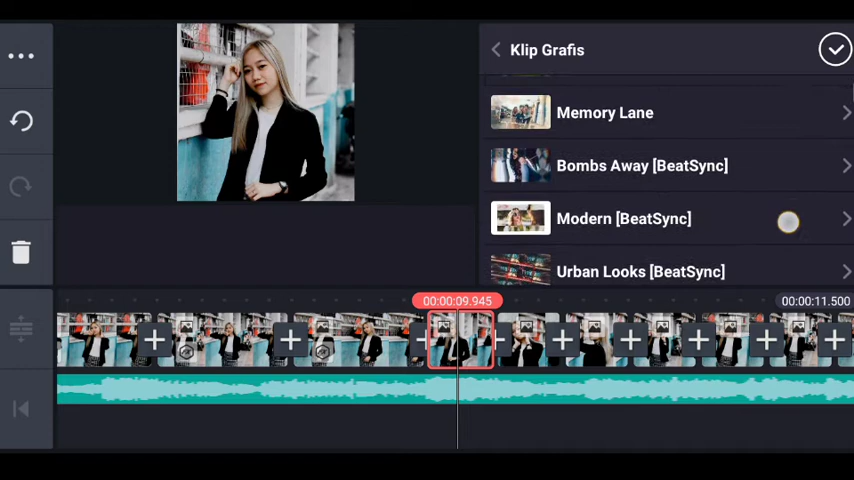 Klip Grafis
Memory Lane
Bombs Away [BeatSync]
Modern [BeatSync]
Urban Looks [BeatSync]
00:00:09.945
00:00:11.500